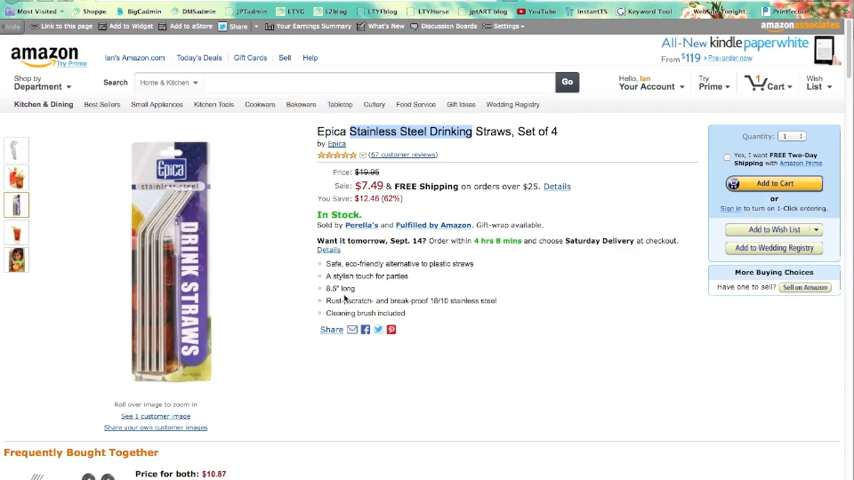 Most Visited Shoppe BigCadmin DMSadmin JPTadmin LTYG L2blog LTYFblog LTYHorse jptART blog YouTube InstantTS Keyword Tool
Link to this page Add to Widget Add to aStore Share Your Earnings Summary What's New Discussion Boards Settings
amazonassociates
amazon
Try Prime
Ian's Amazon.com Today's Deals Gift Cards Sell Help
All-New kindle paperwhite
From $119 Pre-order now
Shop by
Department
Search Home & Kitchen Go
Hello, Ian
Your Account
Try
Prime
1
Cart
Wish
List
Kitchen & Dining Best Sellers Small Appliances Kitchen Tools Cookware Bakeware Tabletop Cutlery Food Service Gift Ideas Wedding Registry
Epica Stainless Steel Drinking Straws, Set of 4
by Epica
(57 customer reviews)
Price: $19.95
Sale: $7.49 & FREE Shipping on orders over $25. Details
You Save: $12.46 (62%)
In Stock.
Sold by Perella's and Fulfilled by Amazon. Gift-wrap available.
Want it tomorrow, Sept. 14? Order within 4 hrs 8 mins and choose Saturday Delivery at checkout.
Details
Safe, eco-friendly alternative to plastic straws
A stylish touch for parties
8.5" long
Rust-, scratch- and break-proof 18/10 stainless steel
Cleaning brush included
Share
Quantity: 1
Yes, I want FREE Two-Day
Shipping with Amazon Prime
Add to Cart
or
Sign in to turn on 1-Click ordering.
Add to Wish List
Add to Wedding Registry
More Buying Choices
Have one to sell? Sell on Amazon
Epica
stainless steel
DRINK STRAWS
Roll over image to zoom in
See 1 customer image
Share your own customer images
Frequently Bought Together
Price for both: $10.87